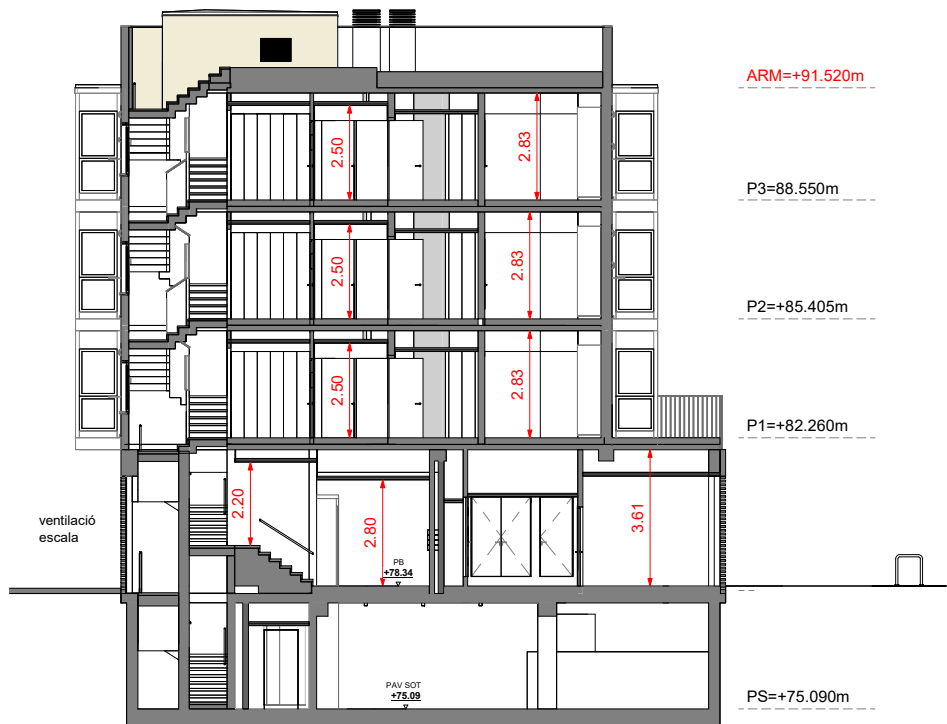 ARM=+91.520m
2.50
2.83
P3=88.550m
2.50
2.83
P2=+85.405m
2.50
2.83
P1=+82.260m
2.20
2.80
3.61
ventilació
escala
PB
+78.34
PAV SOT
+75.09
PS=+75.090m